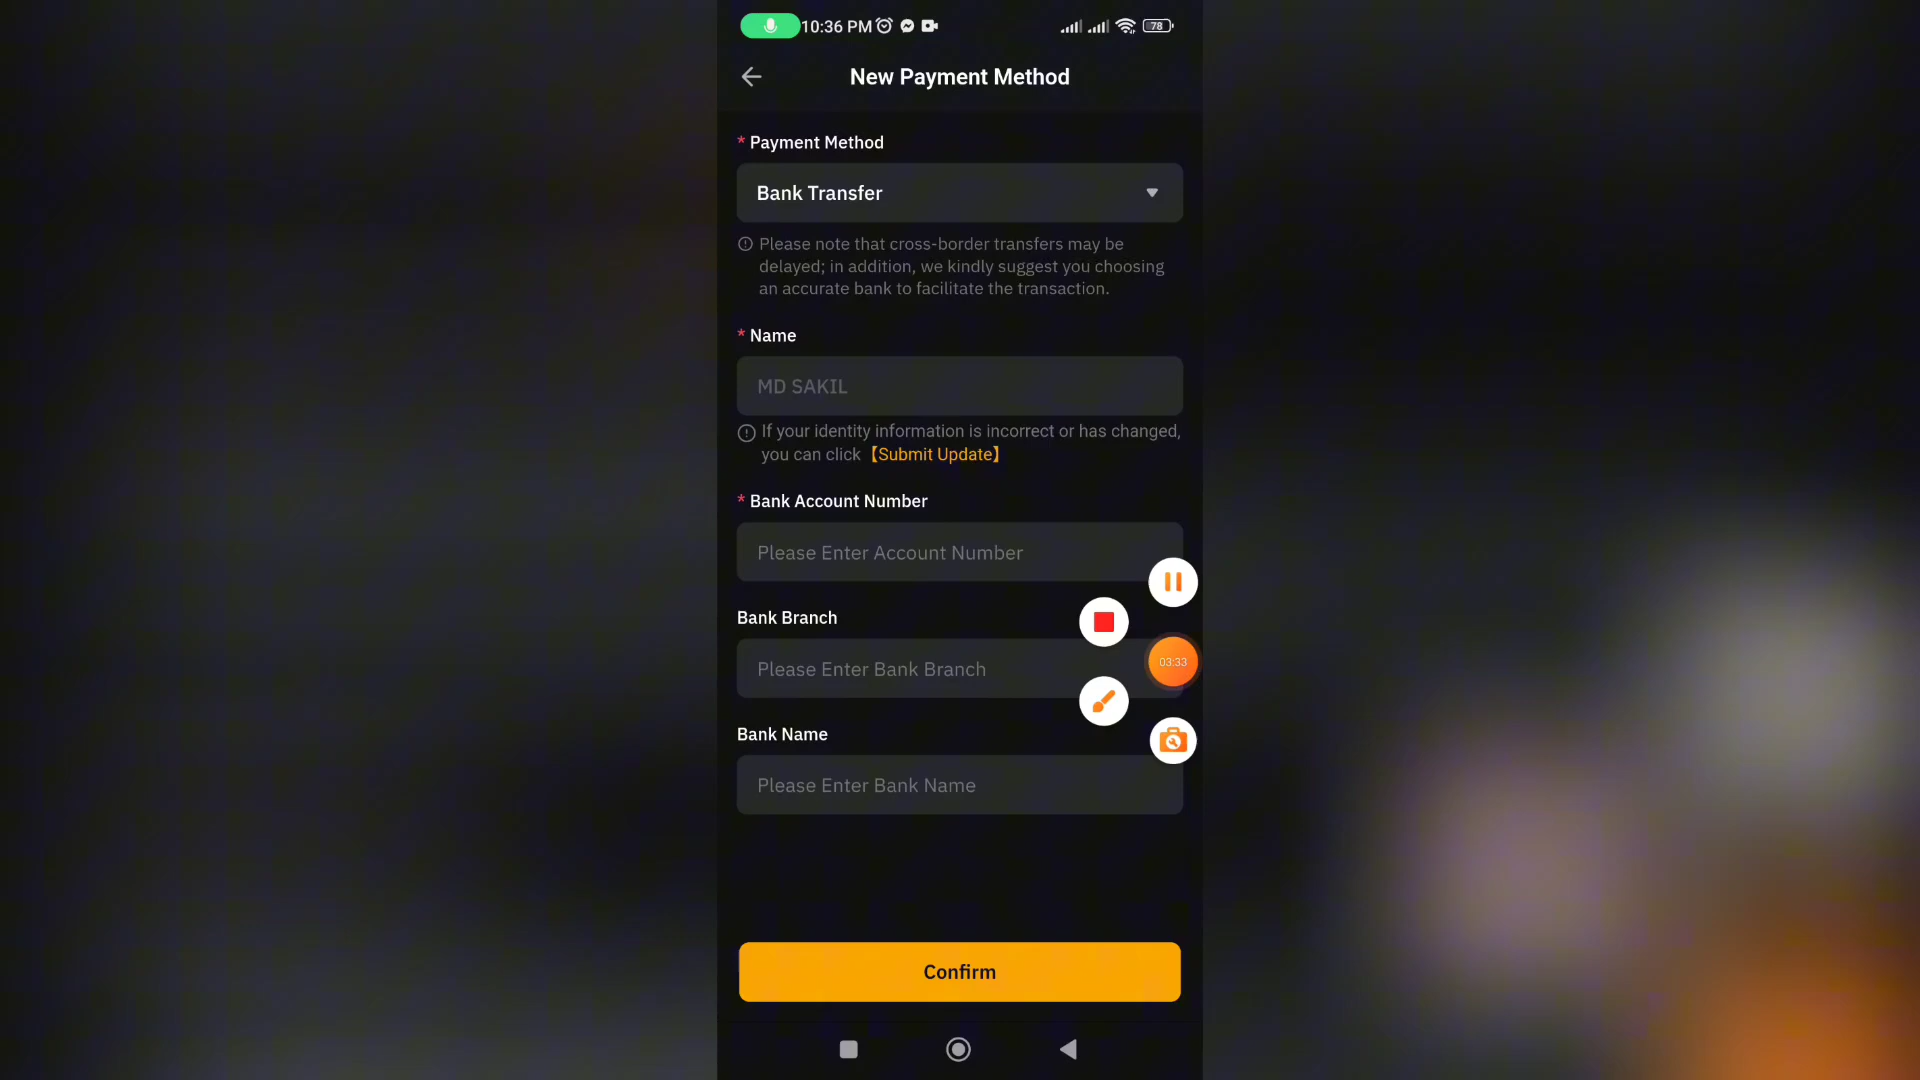 10:36 PM
78
New Payment Method
* Payment Method
Bank Transfer
Please note that cross-border transfers may be
delayed; in addition, we kindly suggest you choosing
an accurate bank to facilitate the transaction.
* Name
MD SAKIL
If your identity information is incorrect or has changed,
you can click【Submit Update】
* Bank Account Number
Please Enter Account Number
Bank Branch
Please Enter Bank Branch
03:33
Bank Name
Please Enter Bank Name
Confirm